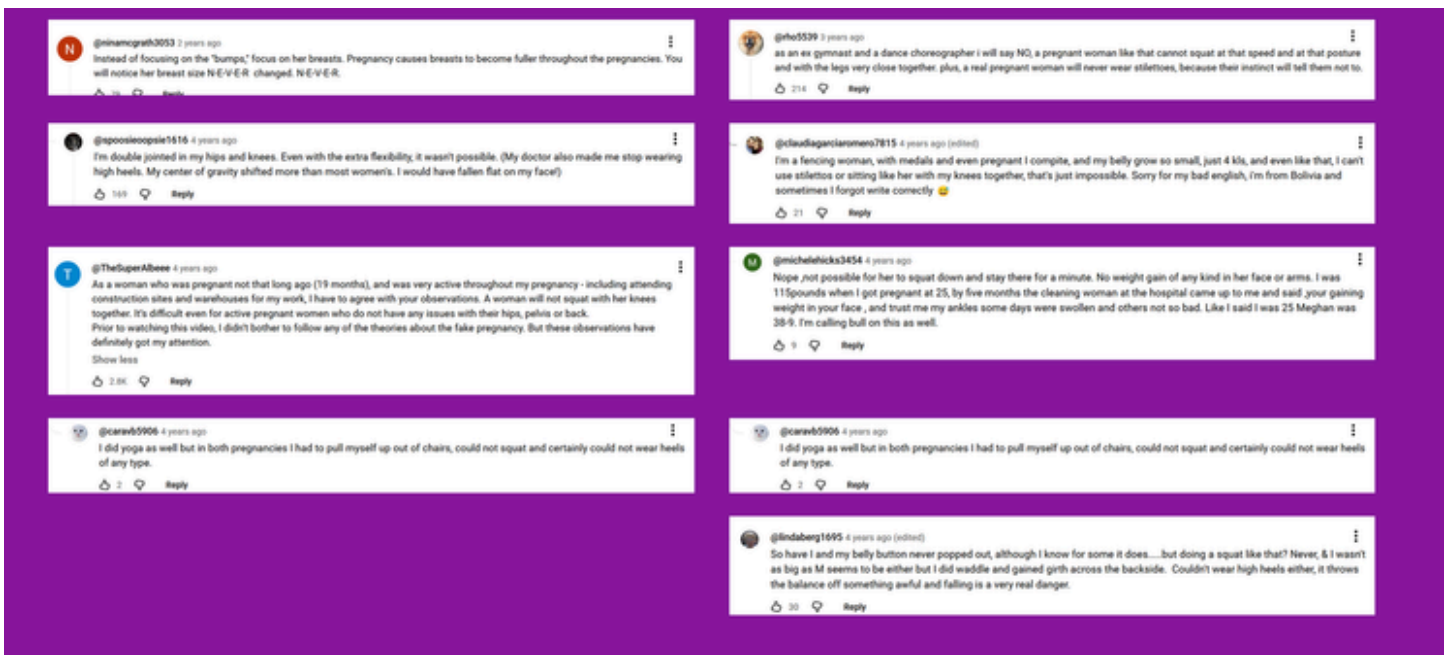 N
@ninamcgrath3053 2 years ago
Instead of focusing on the "bumps," focus on her breasts. Pregnancy causes breasts to become fuller throughout the pregnancies. You
will notice her breast size N-E-V-E-R changed. N-E-V-E-R.
Reply
@spoosieoopsie1616 4 years ago
I'm double jointed in my hips and knees. Even with the extra flexibility, it wasn't possible. (My doctor also made me stop wearing
high heels. My center of gravity shifted more than most women's. I would have fallen flat on my face!)
169 Reply
T
@TheSuperAlbeee 4 years ago
As a woman who was pregnant not that long ago (19 months), and was very active throughout my pregnancy - including attending
construction sites and warehouses for my work, I have to agree with your observations. A woman will not squat with her knees
together. It's difficult even for active pregnant women who do not have any issues with their hips, pelvis or back.
Prior to watching this video, I didn't bother to follow any of the theories about the fake pregnancy. But these observations have
definitely got my attention.
Show less
2.8K Reply
@caravb5906 4 years ago
I did yoga as well but in both pregnancies I had to pull myself up out of chairs, could not squat and certainly could not wear heels
of any type.
2 Reply
@rho5539 3 years ago
as an ex gymnast and a dance choreographer i will say NO, a pregnant woman like that cannot squat at that speed and at that posture
and with the legs very close together. plus, a real pregnant woman will never wear stilettoes, because their instinct will tell them not to.
214 Reply
@claudiagarciaromero7815 4 years ago (edited)
I'm a fencing woman, with medals and even pregnant I compite, and my belly grow so small, just 4 kls, and even like that, I can't
use stilettos or sitting like her with my knees together, that's just impossible. Sorry for my bad english, i'm from Bolivia and
sometimes I forgot write correctly 😅
21 Reply
M
@michelehicks3454 4 years ago
Nope ,not possible for her to squat down and stay there for a minute. No weight gain of any kind in her face or arms. I was
115pounds when I got pregnant at 25, by five months the cleaning woman at the hospital came up to me and said ,your gaining
weight in your face , and trust me my ankles some days were swollen and others not so bad. Like I said I was 25 Meghan was
38-9. I'm calling bull on this as well.
9 Reply
@caravb5906 4 years ago
I did yoga as well but in both pregnancies I had to pull myself up out of chairs, could not squat and certainly could not wear heels
of any type.
2 Reply
@lindaberg1695 4 years ago (edited)
So have I and my belly button never popped out, although I know for some it does.....but doing a squat like that? Never, & I wasn't
as big as M seems to be either but I did waddle and gained girth across the backside. Couldn't wear high heels either, it throws
the balance off something awful and falling is a very real danger.
30 Reply